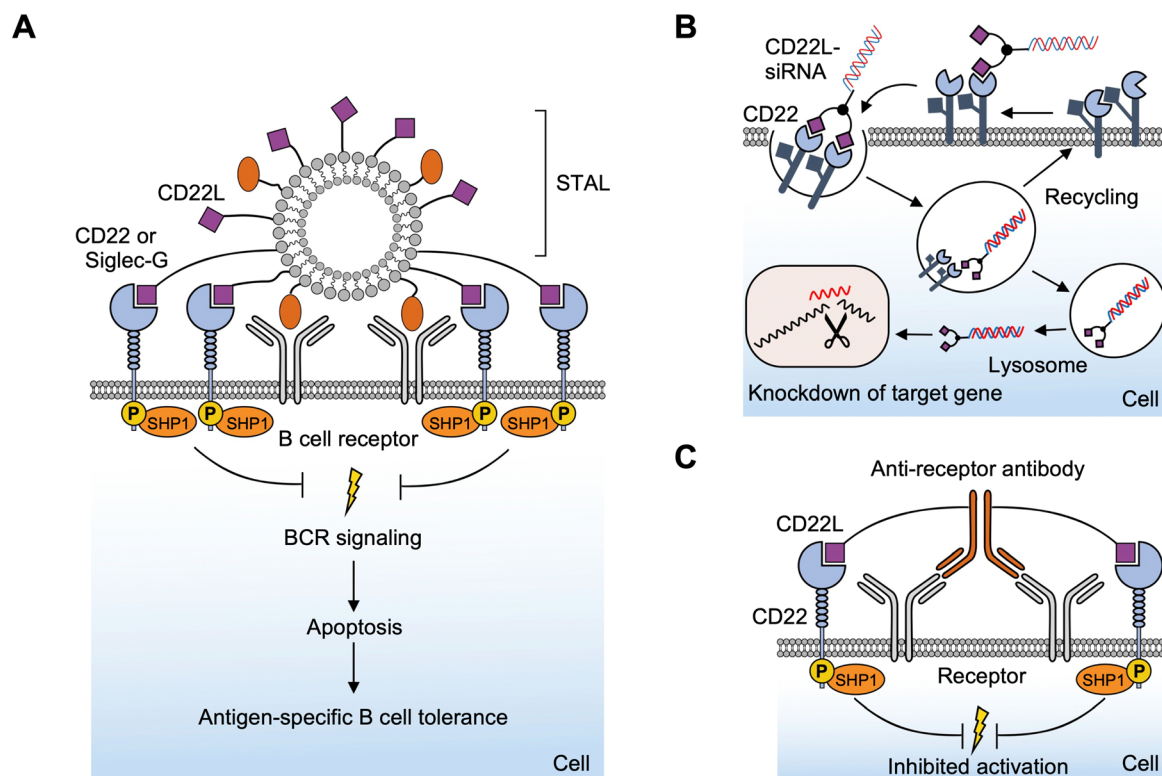 A
CD22L
STAL
CD22 or
Siglec-G
P
SHP1
P
SHP1
P
SHP1
P
SHP1
B cell receptor
BCR signaling
Apoptosis
Antigen-specific B cell tolerance
Cell
B
CD22L-
siRNA
CD22
Recycling
Lysosome
Knockdown of target gene
Cell
C
Anti-receptor antibody
CD22L
CD22
P
SHP1
Receptor
SHP1
P
Inhibited activation
Cell